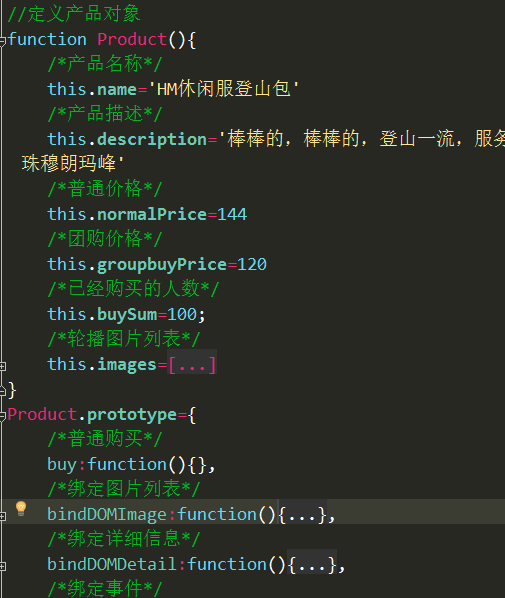 //定义产品对象
function Product(){
/*产品名称*/
this.name='HM休闲服登山包'
/*产品描述*/
this.description='棒棒的，棒棒的，登山一流，服务
珠穆朗玛峰'
/*普通价格*/
this.normalPrice=144
/*团购价格*/
this.groupbuyPrice=120
/*已经购买的人数*/
this.buySum=100;
/*轮播图片列表*/
this.images=[...]
}
Product.prototype={
/*普通购买*/
buy:function(){},
/*绑定图片列表*/
bindDOMImage:function(){...},
/*绑定详细信息*/
bindDOMDetail:function(){...},
/*绑定事件*/